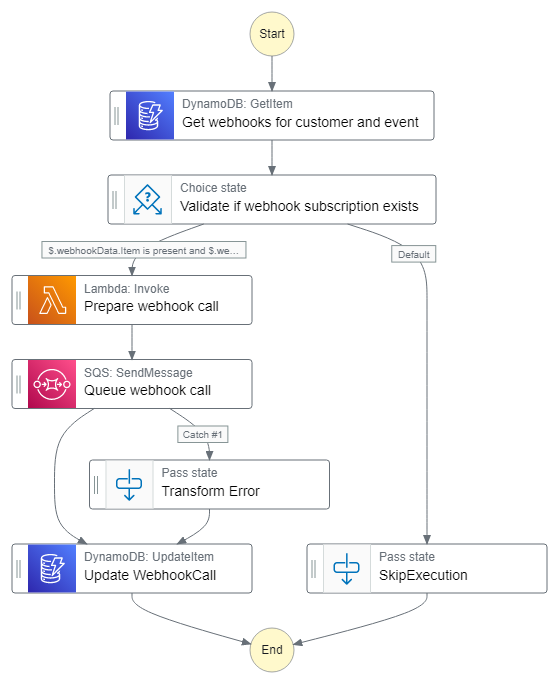 Start
DynamoDB: GetItem
Get webhooks for customer and event
Choice state
Validate if webhook subscription exists
$.webhookData.Item is present and $.we...
Default
Lambda: Invoke
Prepare webhook call
SQS: SendMessage
Queue webhook call
Catch #1
Pass state
Transform Error
DynamoDB: UpdateItem
Update WebhookCall
Pass state
SkipExecution
End